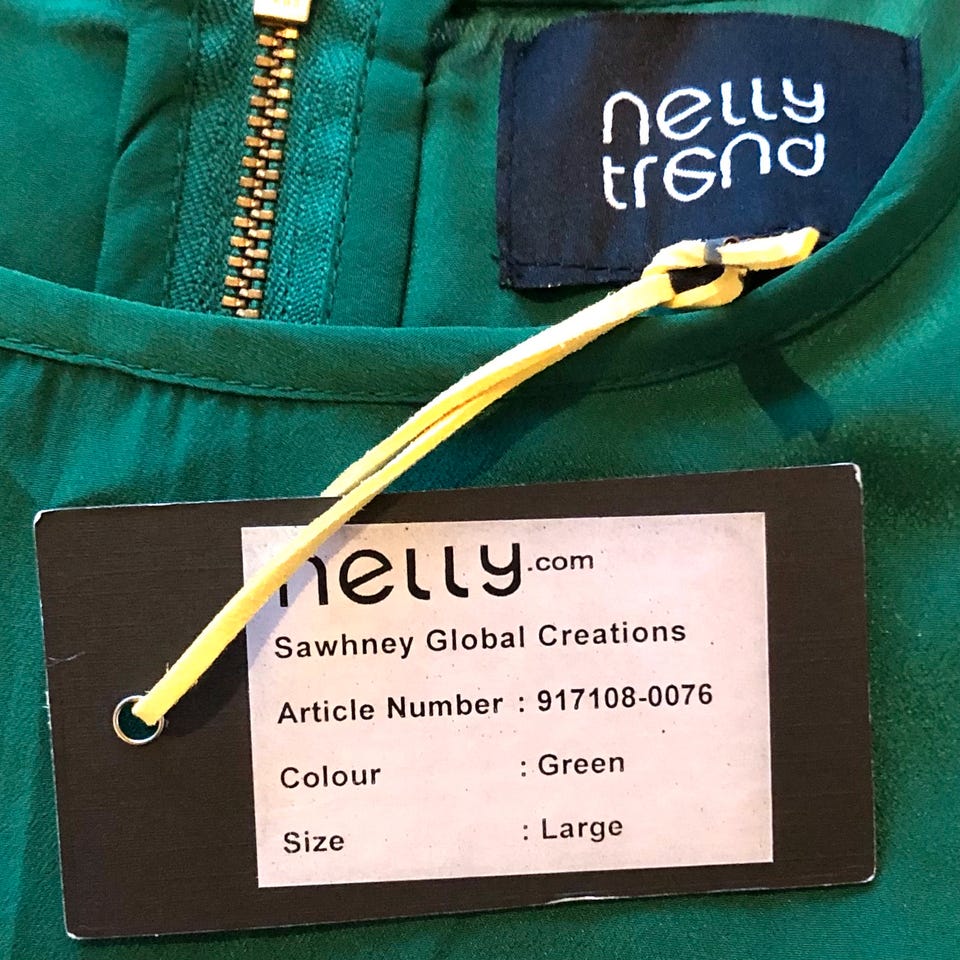 nelly
trend
nelly.com
Sawhney Global Creations
Article Number : 917108-0076
Colour : Green
Size : Large